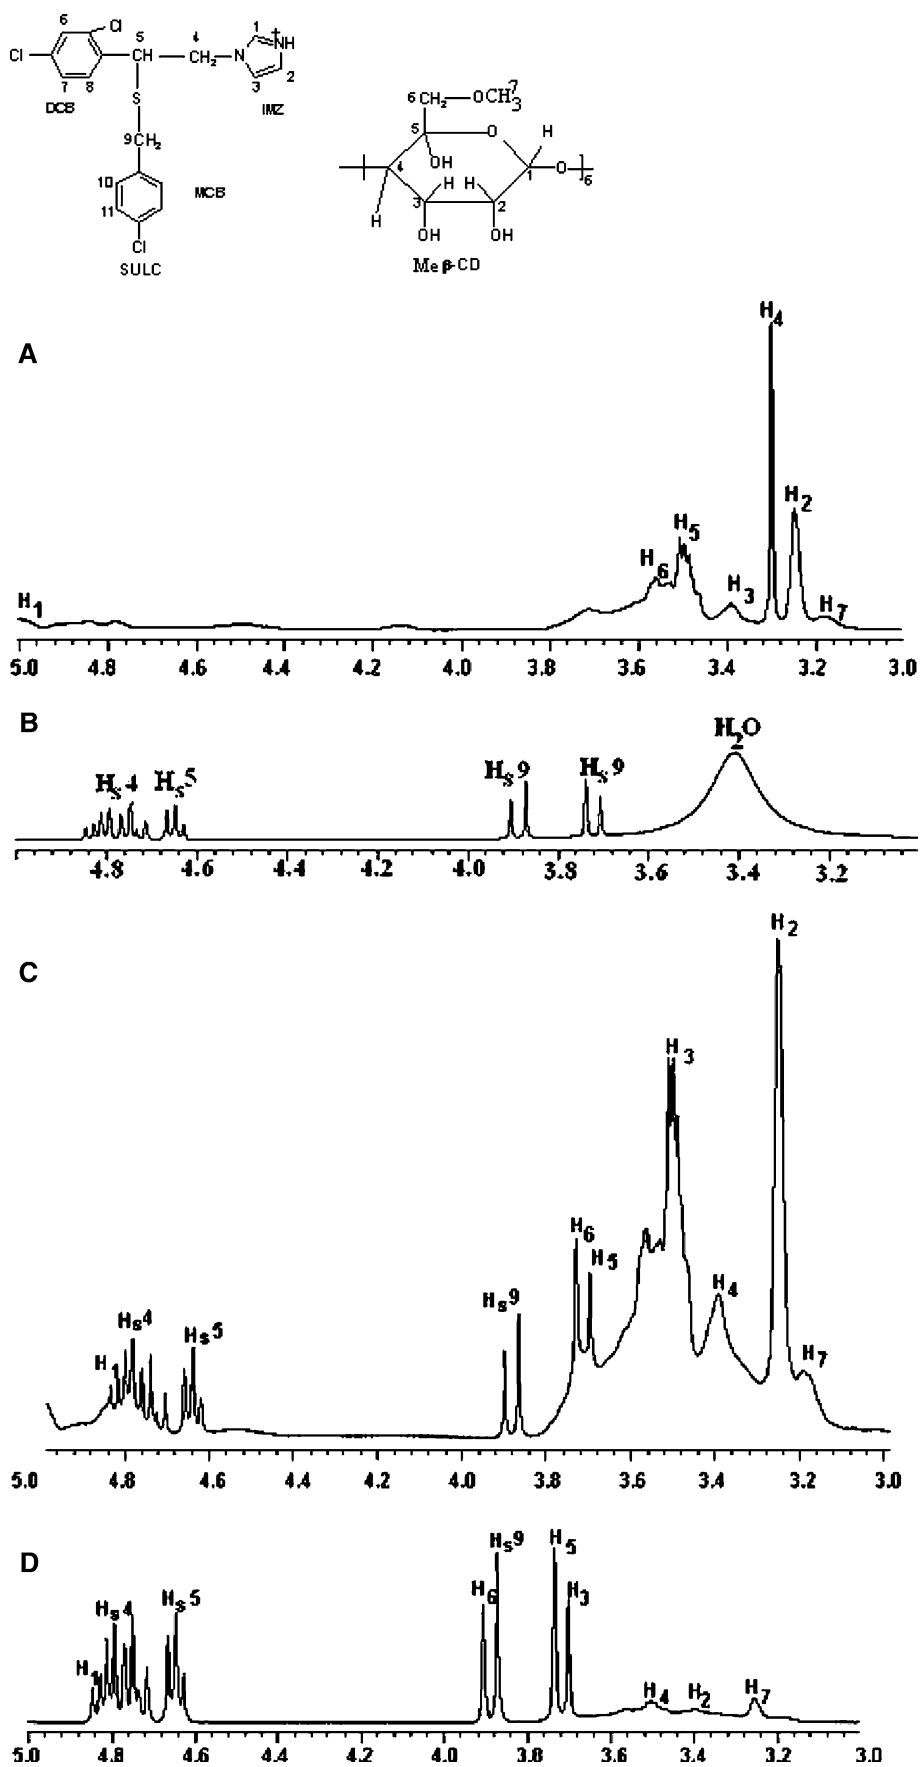 6 Cl 5 4 1
Cl CH CH2 N + NH
7 8 3 2
DCB S IMZ
9 CH2
10
11 MCB
Cl
SULC
6 CH2 OCH3 7
5 O H
OH
4 H H 1 O 6
H 3 2
OH OH
Me β-CD
A
H4
H2
H5
H6
H3
H1 H7
5.0 4.8 4.6 4.4 4.2 4.0 3.8 3.6 3.4 3.2 3.0
B
H2O
Hs4 Hs5 Hs9 Hs9
4.8 4.6 4.4 4.2 4.0 3.8 3.6 3.4 3.2
C
H2
H3
H6
H5
H4
Hs9
Hs4 Hs5
H1 H7
5.0 4.8 4.6 4.4 4.2 4.0 3.8 3.6 3.4 3.2 3.0
D
Hs9 H5
H6 H3
Hs4 Hs5
H1
H4 H2 H7
5.0 4.8 4.6 4.4 4.2 4.0 3.8 3.6 3.4 3.2 3.0